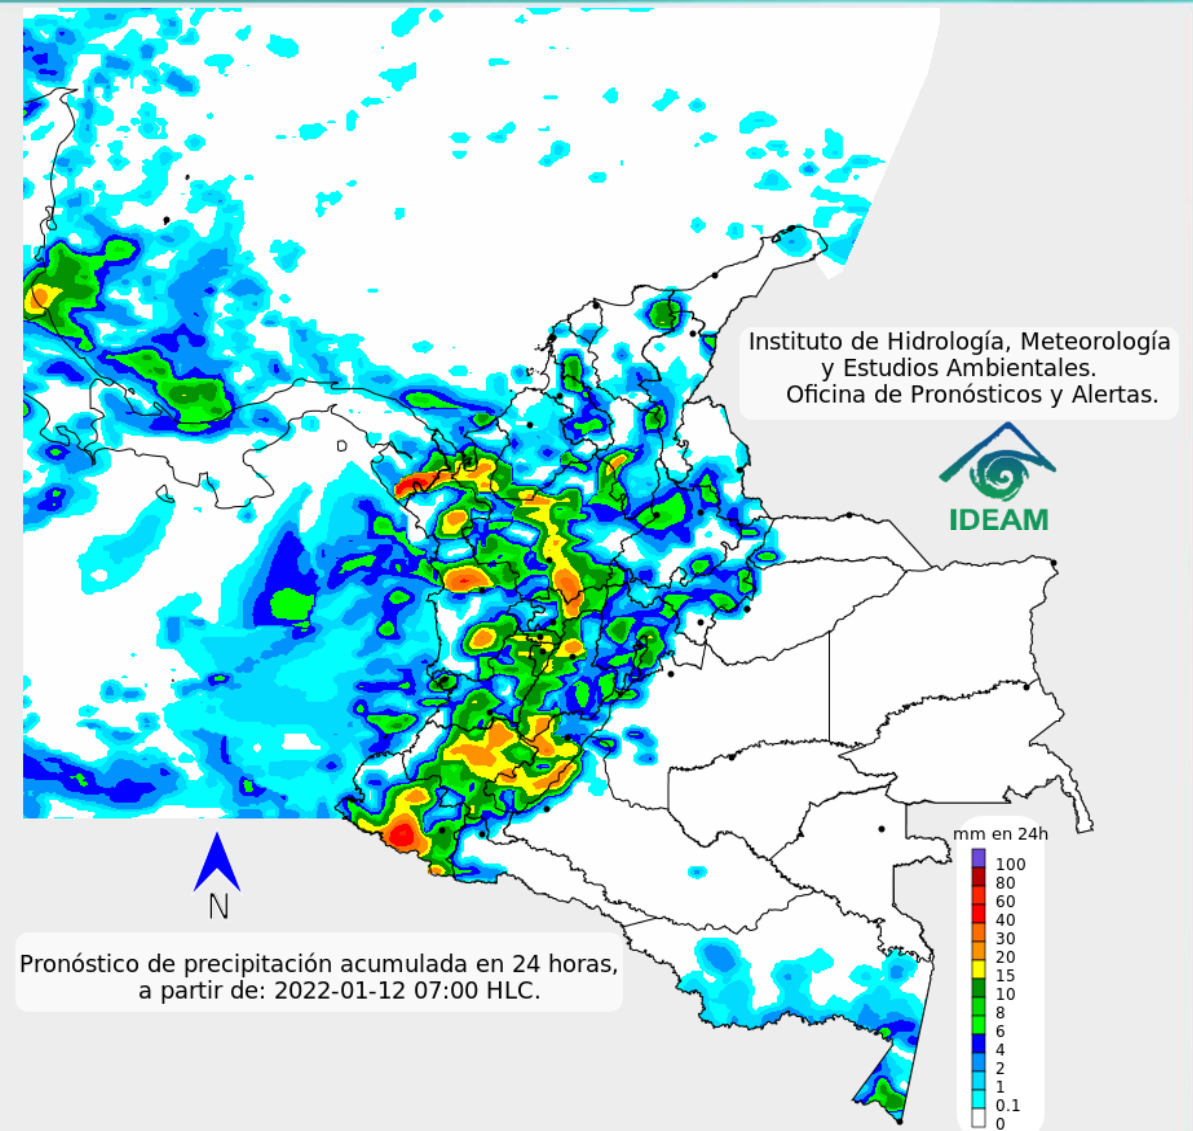 Instituto de Hidrología, Meteorología
y Estudios Ambientales.
Oficina de Pronósticos y Alertas.
IDEAM
mm en 24h
100
80
60
40
30
20
15
10
8
6
4
2
1
0.1
0
N
Pronóstico de precipitación acumulada en 24 horas,
a partir de: 2022-01-12 07:00 HLC.